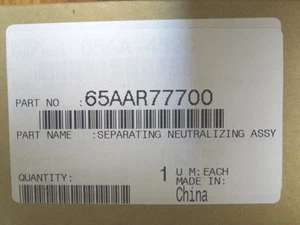 PART NO : 65AAR77700
PART NAME : SEPARATING NEUTRALIZING ASSY
QUANTITY: 1 U M: EACH
MADE IN:
China